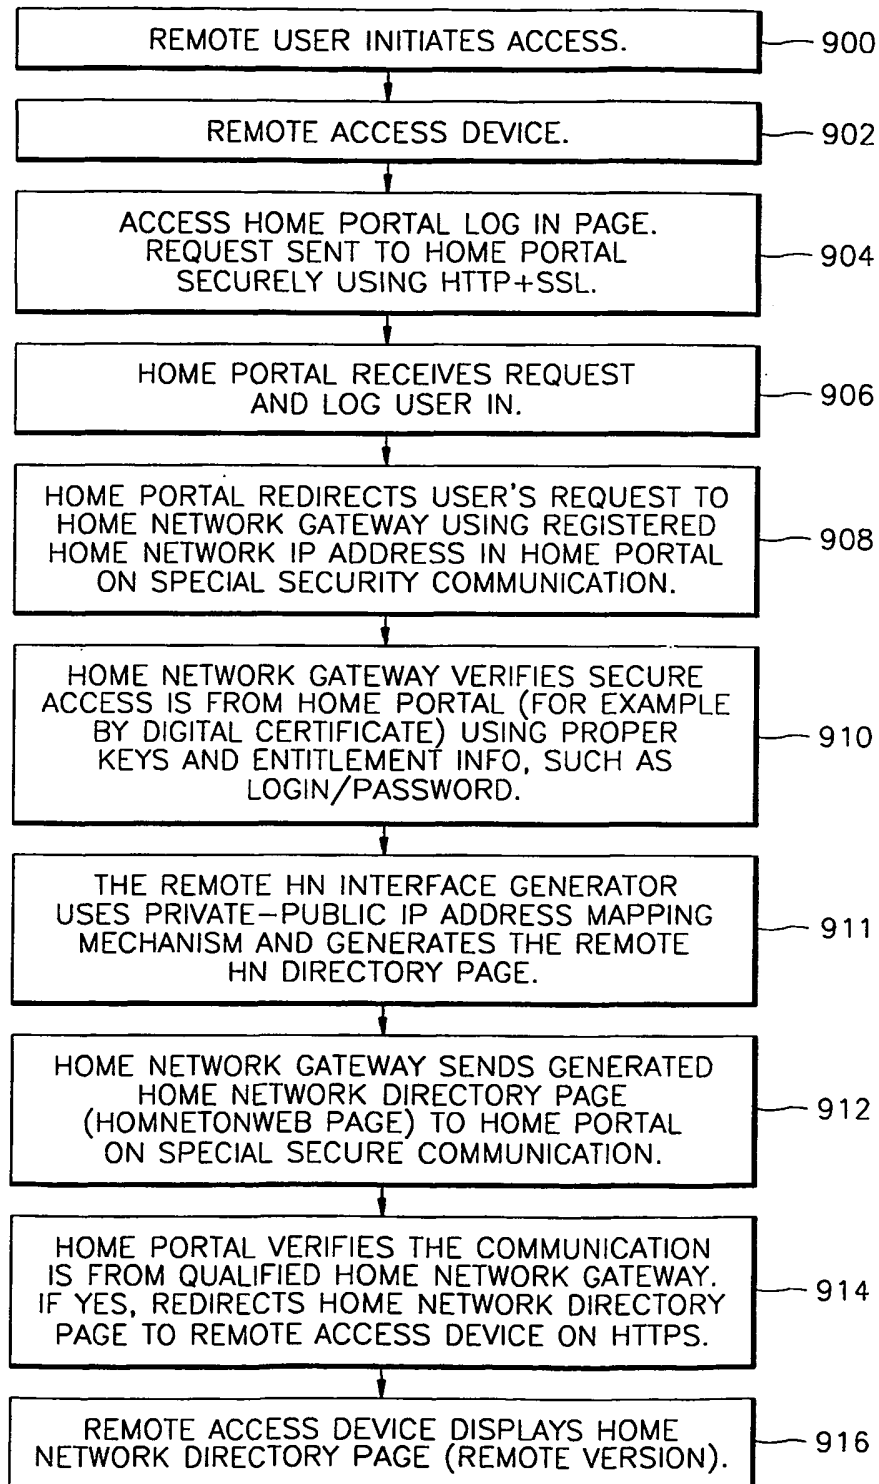 REMOTE USER INITIATES ACCESS.
900
REMOTE ACCESS DEVICE.
902
ACCESS HOME PORTAL LOG IN PAGE.
REQUEST SENT TO HOME PORTAL
SECURELY USING HTTP+SSL.
904
HOME PORTAL RECEIVES REQUEST
AND LOG USER IN.
906
HOME PORTAL REDIRECTS USER'S REQUEST TO
HOME NETWORK GATEWAY USING REGISTERED
HOME NETWORK IP ADDRESS IN HOME PORTAL
ON SPECIAL SECURITY COMMUNICATION.
908
HOME NETWORK GATEWAY VERIFIES SECURE
ACCESS IS FROM HOME PORTAL (FOR EXAMPLE
BY DIGITAL CERTIFICATE) USING PROPER
KEYS AND ENTITLEMENT INFO, SUCH AS
LOGIN/PASSWORD.
910
THE REMOTE HN INTERFACE GENERATOR
USES PRIVATE-PUBLIC IP ADDRESS MAPPING
MECHANISM AND GENERATES THE REMOTE
HN DIRECTORY PAGE.
911
HOME NETWORK GATEWAY SENDS GENERATED
HOME NETWORK DIRECTORY PAGE
(HOMNETONWEB PAGE) TO HOME PORTAL
ON SPECIAL SECURE COMMUNICATION.
912
HOME PORTAL VERIFIES THE COMMUNICATION
IS FROM QUALIFIED HOME NETWORK GATEWAY.
IF YES, REDIRECTS HOME NETWORK DIRECTORY
PAGE TO REMOTE ACCESS DEVICE ON HTTPS.
914
REMOTE ACCESS DEVICE DISPLAYS HOME
NETWORK DIRECTORY PAGE (REMOTE VERSION).
916